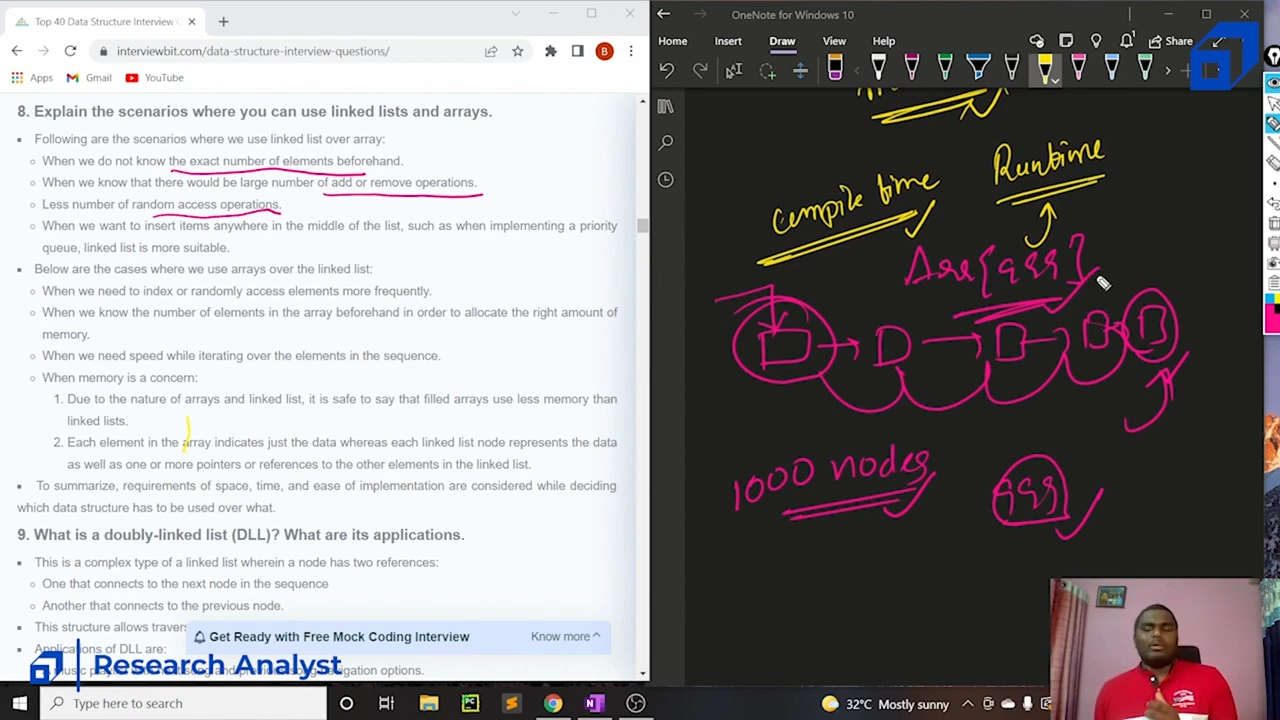 Top 40 Data Structure Interview
interviewbit.com/data-structure-interview-questions/
B
Apps
Gmail
YouTube
8. Explain the scenarios where you can use linked lists and arrays.
Following are the scenarios where we use linked list over array:
When we do not know the exact number of elements beforehand.
When we know that there would be large number of add or remove operations.
Less number of random access operations.
When we want to insert items anywhere in the middle of the list, such as when implementing a priority
queue, linked list is more suitable.
Below are the cases where we use arrays over the linked list:
When we need to index or randomly access elements more frequently.
When we know the number of elements in the array beforehand in order to allocate the right amount of
memory.
When we need speed while iterating over the elements in the sequence.
When memory is a concern:
1. Due to the nature of arrays and linked list, it is safe to say that filled arrays use less memory than
linked lists.
2. Each element in the array indicates just the data whereas each linked list node represents the data
as well as one or more pointers or references to the other elements in the linked list.
To summarize, requirements of space, time, and ease of implementation are considered while deciding
which data structure has to be used over what.
9. What is a doubly-linked list (DLL)? What are its applications.
This is a complex type of a linked list wherein a node has two references:
One that connects to the next node in the sequence
Another that connects to the previous node.
This structure allows travers
Get Ready with Free Mock Coding Interview
Know more
Applications of DLL are:
Research Analyst
OneNote for Windows 10
Home
Insert
Draw
View
Help
Share
compile time
Runtime
Arr[999]
1000 nodes
999
Type here to search
32°C Mostly sunny